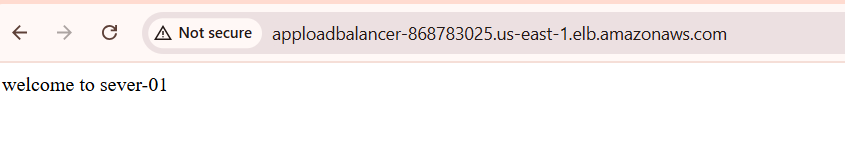 Not secure apploadbalancer-868783025.us-east-1.elb.amazonaws.com
welcome to sever-01